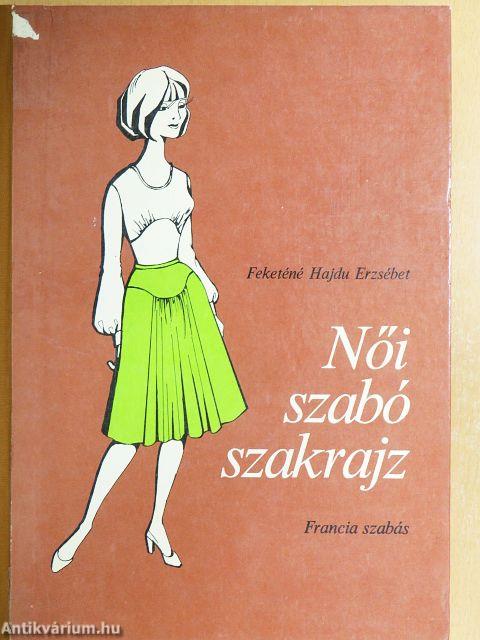 Feketéné Hajdu Erzsébet
Női
szabó
szakrajz
Francia szabás
Antikvárium.hu